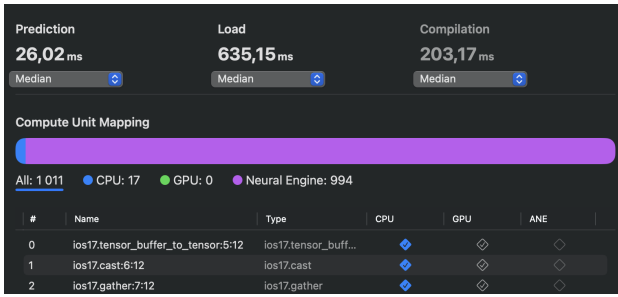 Prediction Load Compilation
26,02 ms 635,15 ms 203,17 ms
Median Median Median
Compute Unit Mapping
All: 1 011 CPU: 17 GPU: 0 Neural Engine: 994
# Name Type CPU GPU ANE
0 ios17.tensor_buffer_to_tensor:5:12 ios17.tensor_buff...
1 ios17.cast:6:12 ios17.cast
2 ios17.gather:7:12 ios17.gather